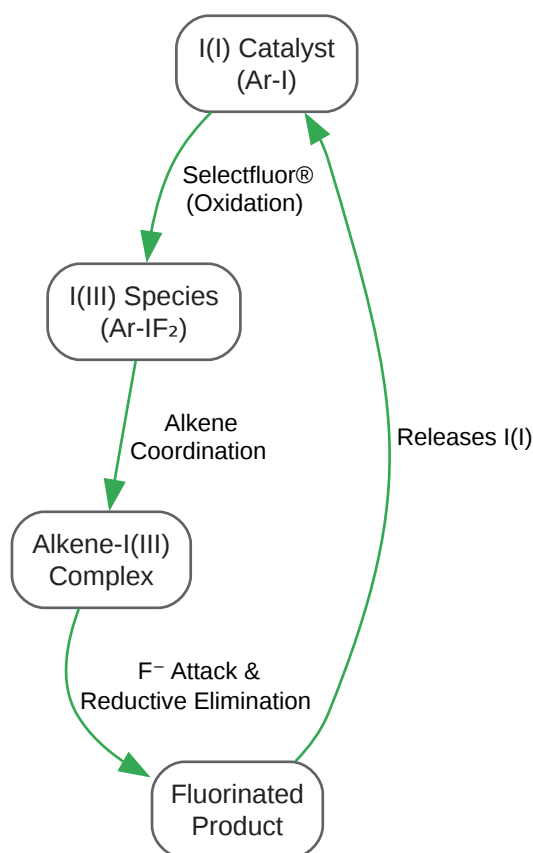 I(I) Catalyst
(Ar-I)
Selectfluor®
(Oxidation)
I(III) Species
(Ar-IF₂)
Alkene
Coordination
Releases I(I)
Alkene-I(III)
Complex
F⁻ Attack &
Reductive Elimination
Fluorinated
Product